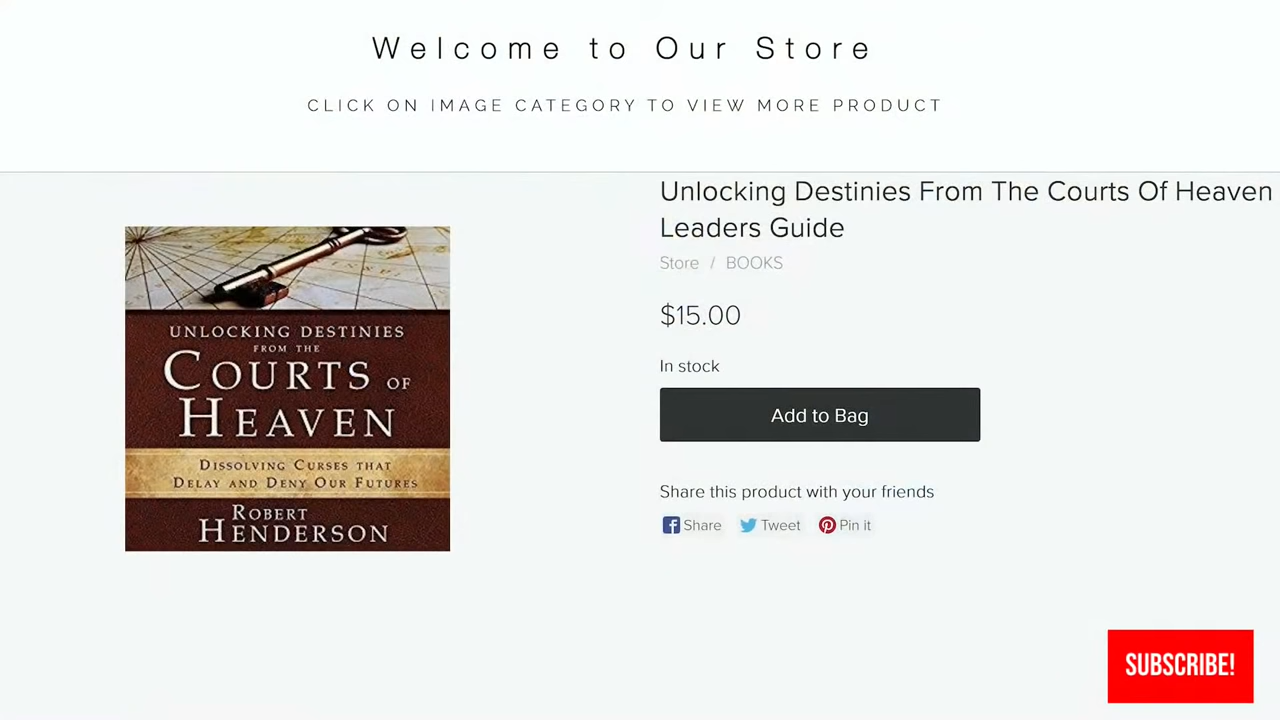 Welcome to Our Store
CLICK ON IMAGE CATEGORY TO VIEW MORE PRODUCT
Unlocking Destinies From The Courts Of Heaven
Leaders Guide
Store / BOOKS
$15.00
In stock
Add to Bag
Share this product with your friends
Share Tweet Pin it
UNLOCKING DESTINIES
FROM THE
COURTS OF
HEAVEN
DISSOLVING CURSES THAT
DELAY AND DENY OUR FUTURES
ROBERT
HENDERSON
SUBSCRIBE!